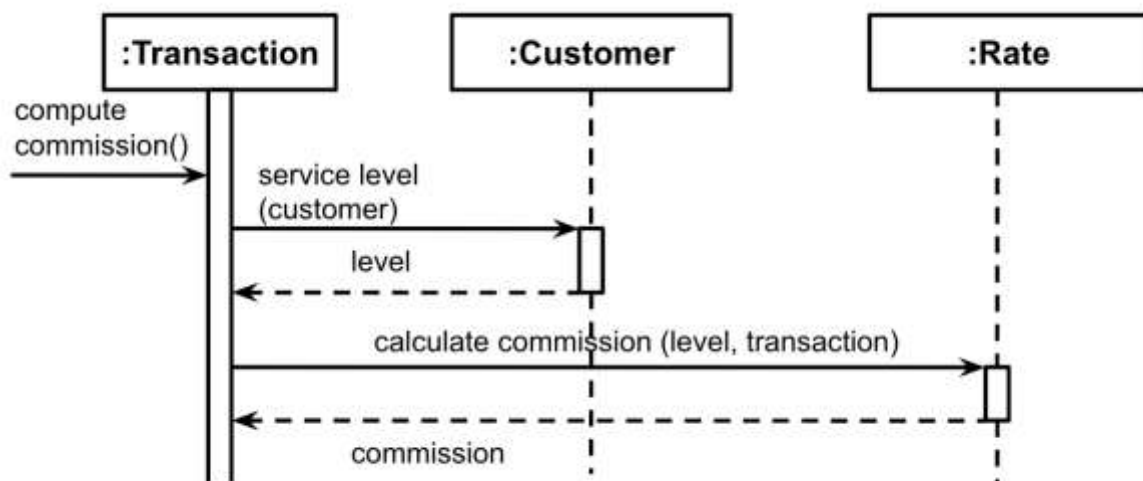 :Transaction
:Customer
:Rate
compute
commission()
service level
(customer)
level
calculate commission (level, transaction)
commission